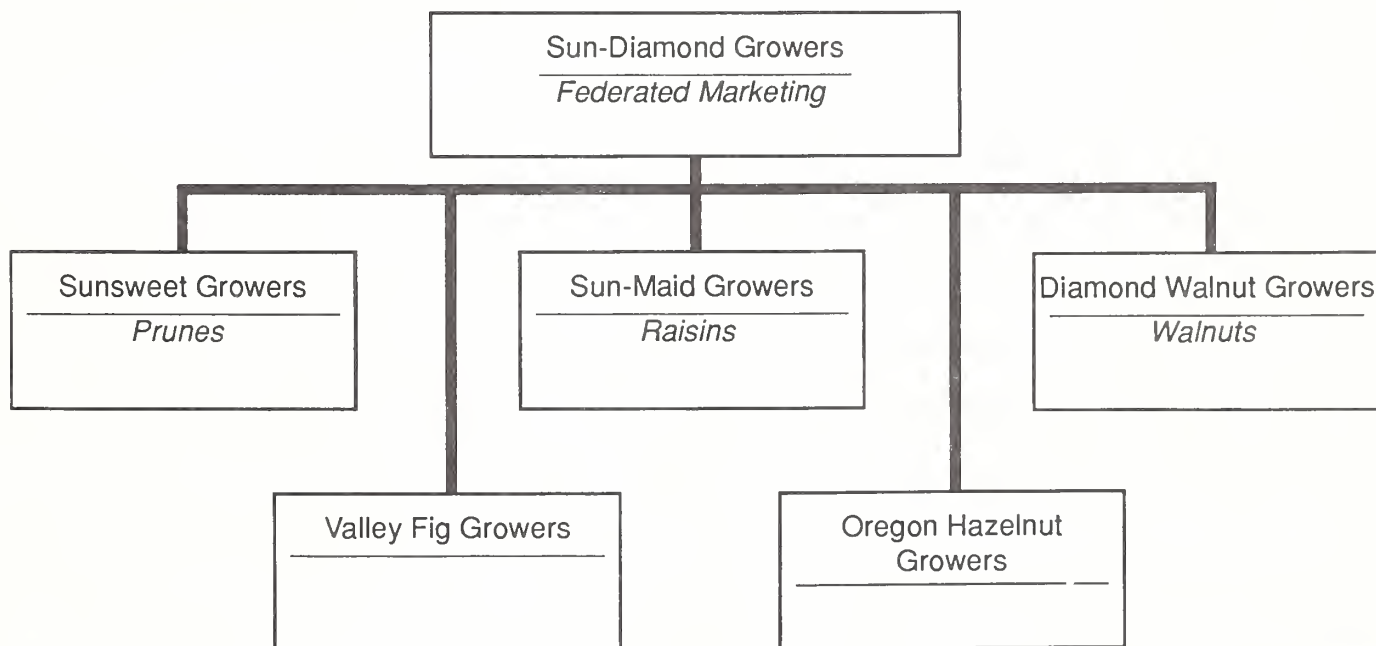 Sun-Diamond Growers
Federated Marketing
Sunsweet Growers
Prunes
Sun-Maid Growers
Raisins
Diamond Walnut Growers
Walnuts
Valley Fig Growers
Oregon Hazelnut
Growers